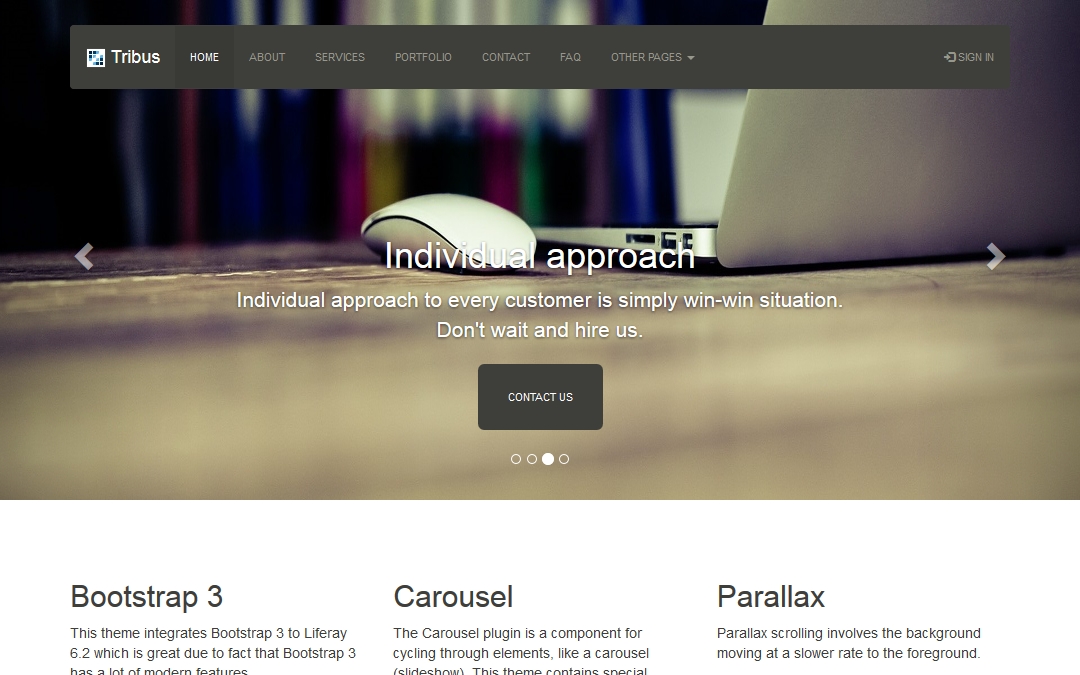 Tribus HOME ABOUT SERVICES PORTFOLIO CONTACT FAQ OTHER PAGES SIGN IN
Individual approach
Individual approach to every customer is simply win-win situation.
Don't wait and hire us.
CONTACT US
Bootstrap 3
This theme integrates Bootstrap 3 to Liferay
6.2 which is great due to fact that Bootstrap 3
has a lot of modern features
Carousel
The Carousel plugin is a component for
cycling through elements, like a carousel
(slideshow). This theme contains special
Parallax
Parallax scrolling involves the background
moving at a slower rate to the foreground.